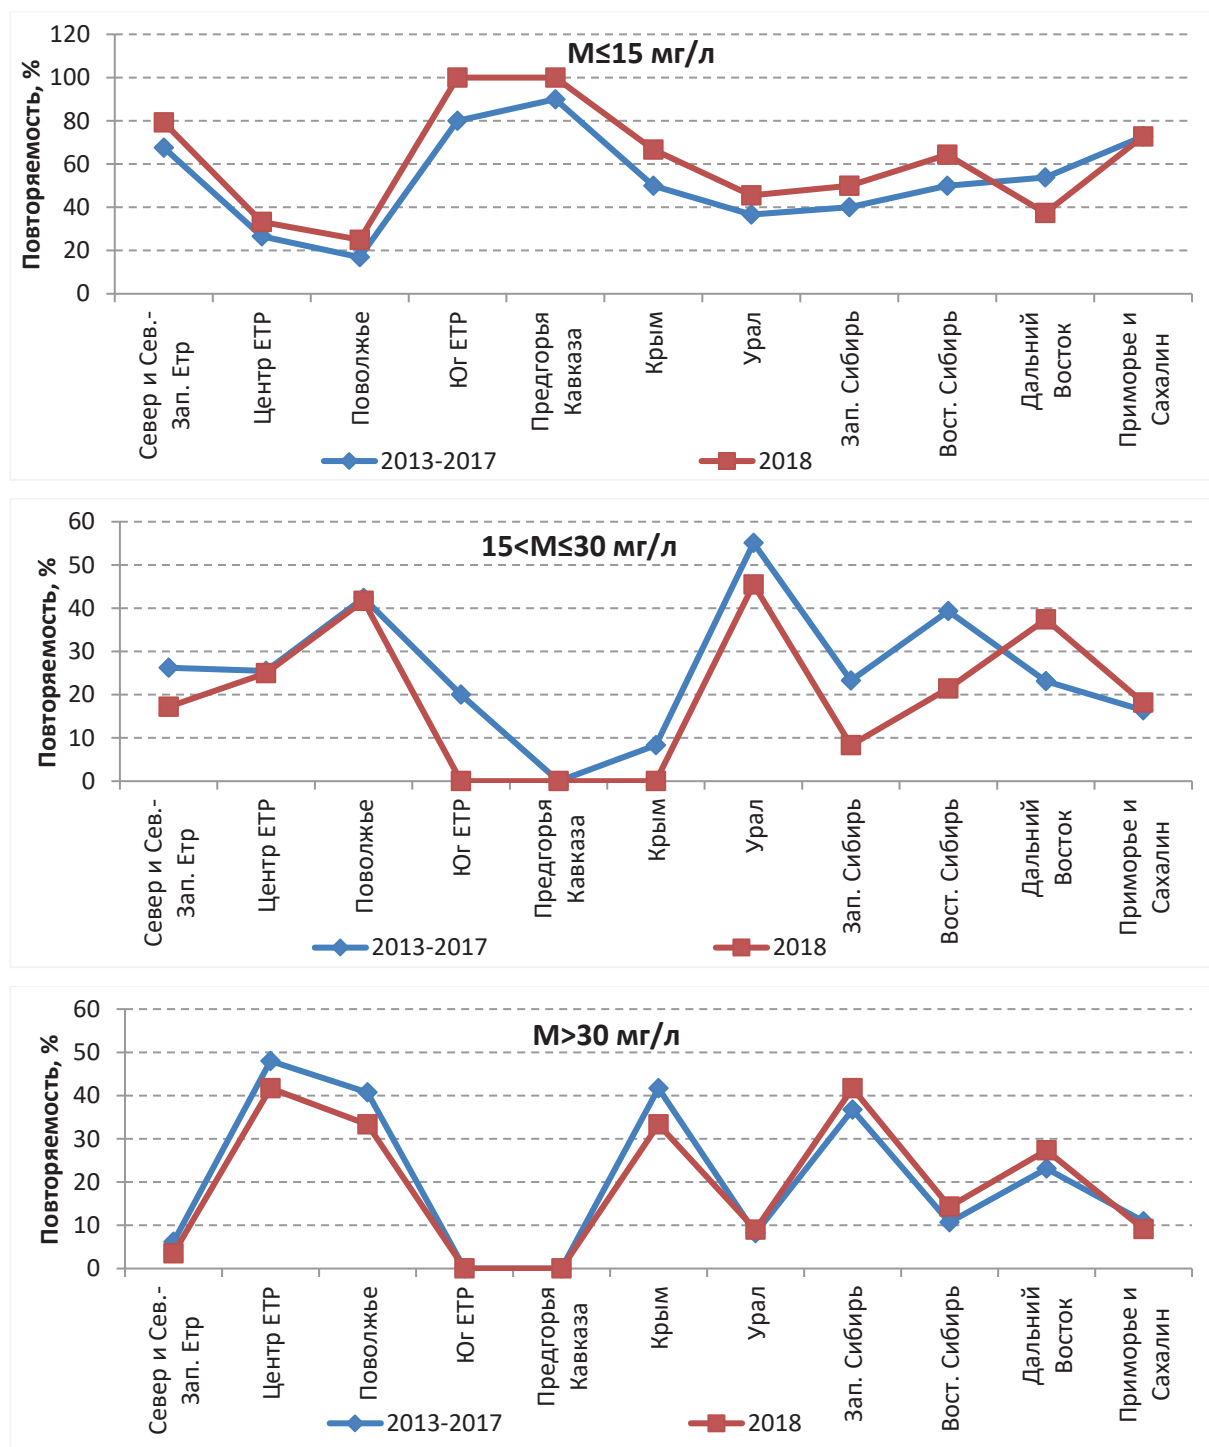 М≤15 мг/л
Повторяемость, %
120
100
80
60
40
20
0
Север и Сев.-
Зап. Етр
Центр ЕТР
Поволжье
Юг ЕТР
Предгорья
Кавказа
Крым
Урал
Зап. Сибирь
Вост. Сибирь
Дальний
Восток
Приморье и
Сахалин
2013-2017
2018
15<М≤30 мг/л
Повторяемость, %
60
50
40
30
20
10
0
Север и Сев.-
Зап. Етр
Центр ЕТР
Поволжье
Юг ЕТР
Предгорья
Кавказа
Крым
Урал
Зап. Сибирь
Вост. Сибирь
Дальний
Восток
Приморье и
Сахалин
2013-2017
2018
М>30 мг/л
Повторяемость, %
60
50
40
30
20
10
0
Север и Сев.-
Зап. Етр
Центр ЕТР
Поволжье
Юг ЕТР
Предгорья
Кавказа
Крым
Урал
Зап. Сибирь
Вост. Сибирь
Дальний
Восток
Приморье и
Сахалин
2013-2017
2018